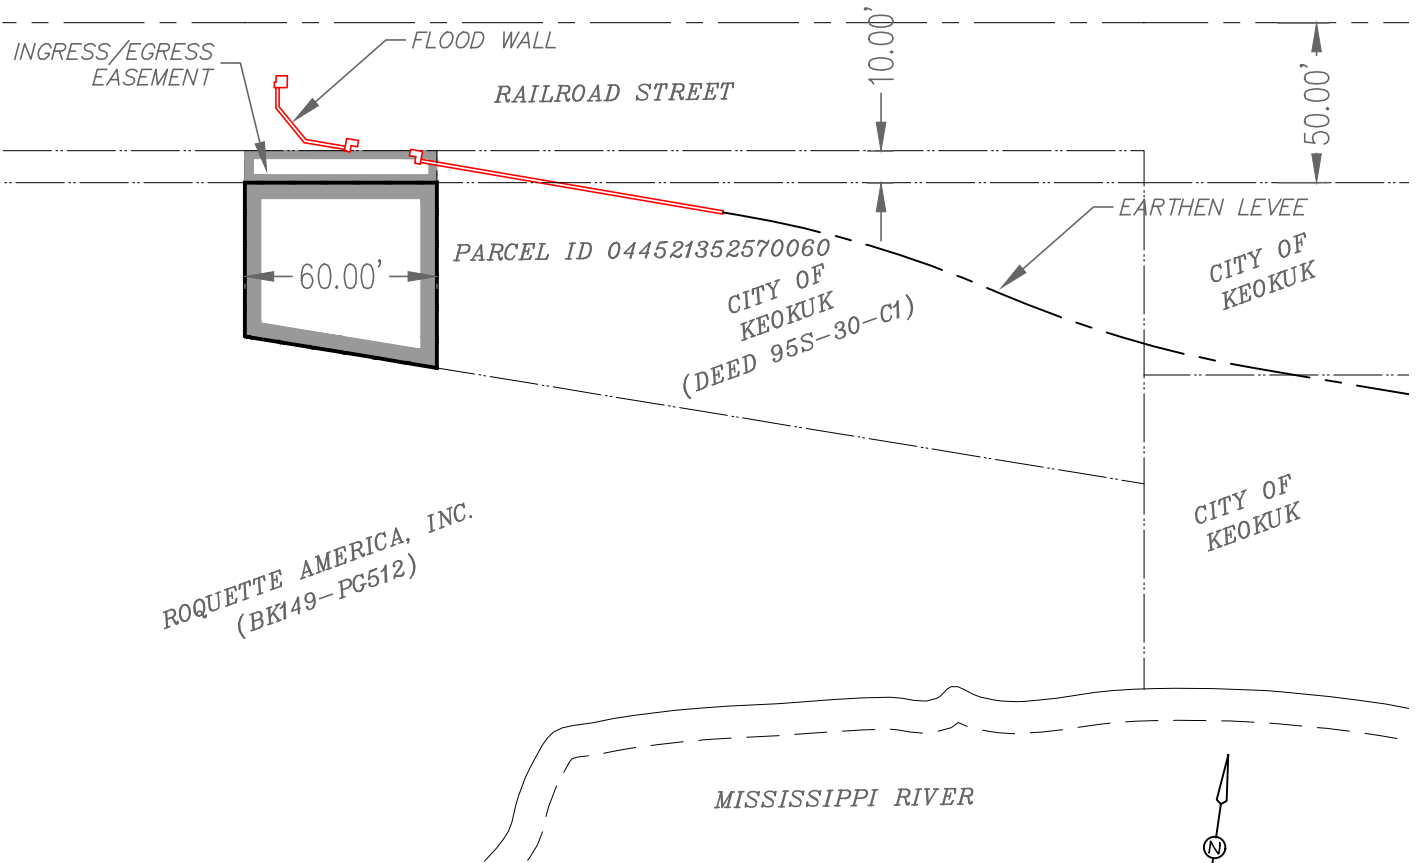 INGRESS/EGRESS
EASEMENT
FLOOD WALL
RAILROAD STREET
10.00'
50.00'
EARTHEN LEVEE
PARCEL ID 044521352570060
60.00'
CITY OF
KEOKUK
(DEED 95S-30-C1)
CITY OF
KEOKUK
CITY OF
KEOKUK
ROQUETTE AMERICA, INC.
(BK149-PG512)
MISSISSIPPI RIVER
N